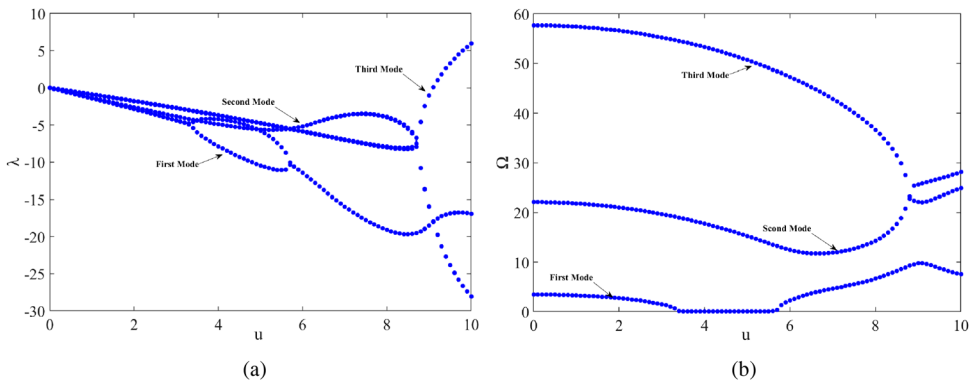 10
5
0
-5
-10
-15
-20
-25
-30
λ
0
2
4
6
8
10
u
Third Mode
Second Mode
First Mode
(a)
60
50
40
30
20
10
0
Ω
0
2
4
6
8
10
u
Third Mode
Scond Mode
First Mode
(b)